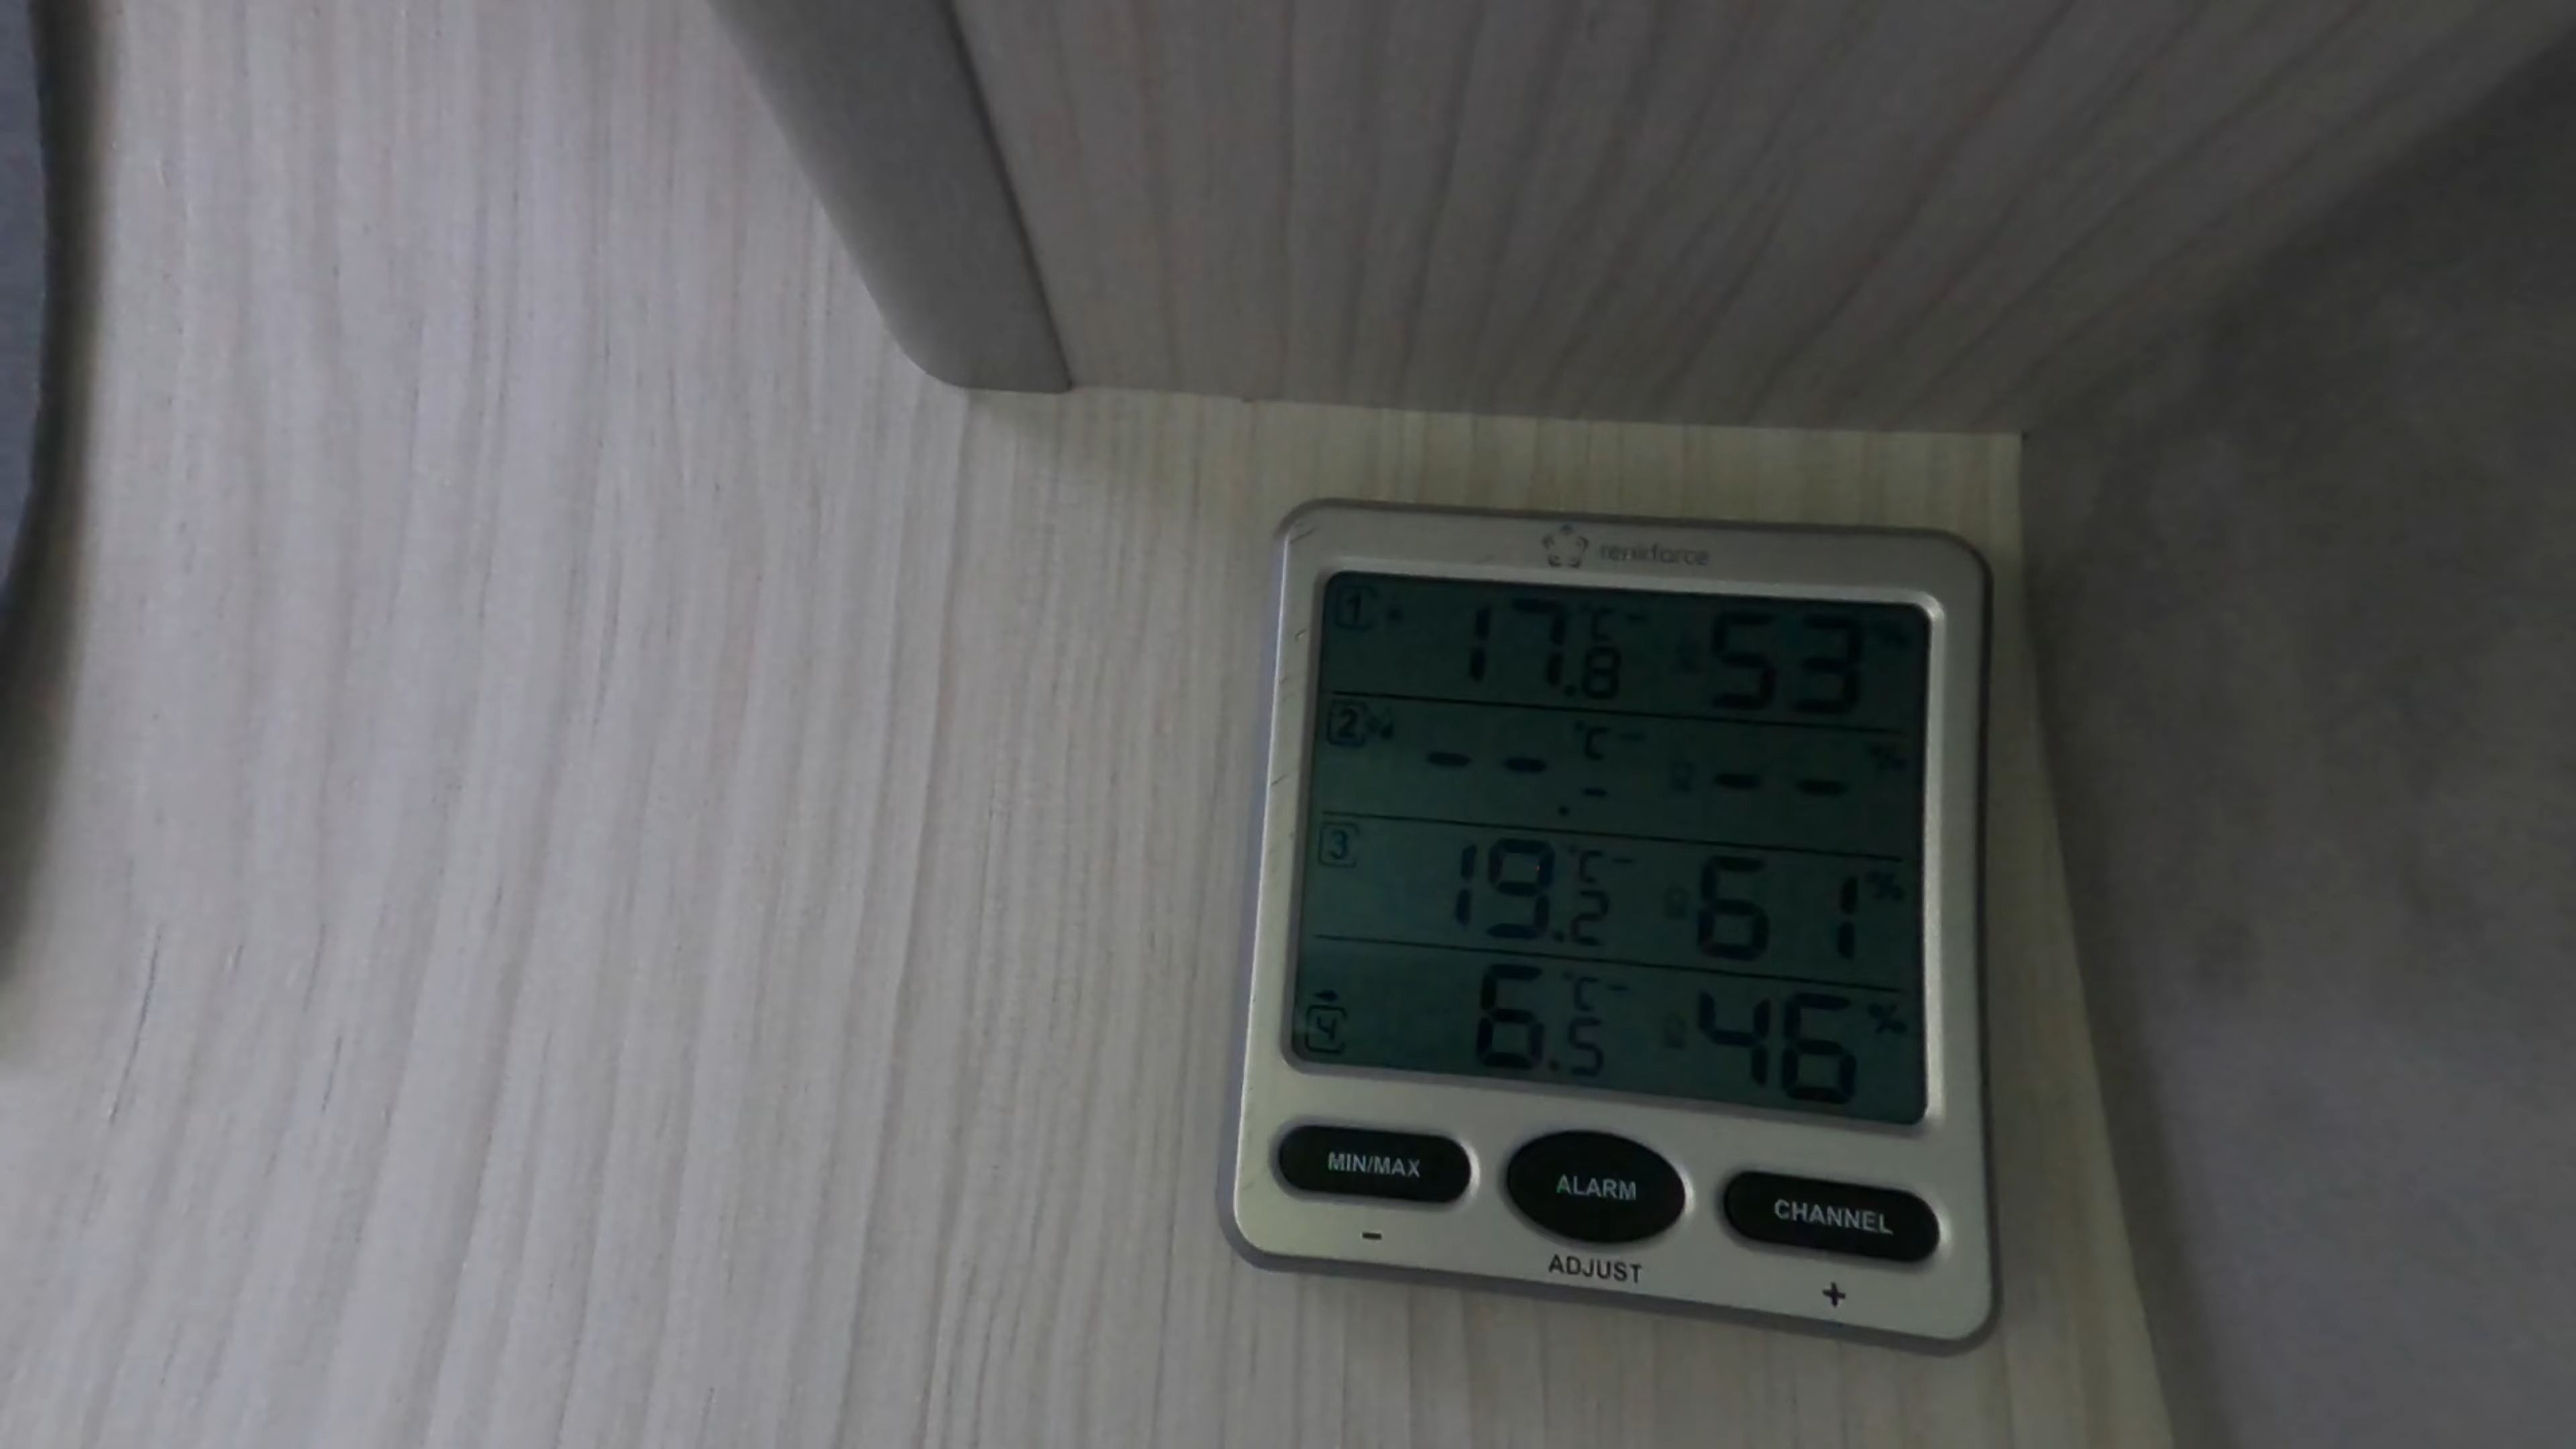 renkforce
1 17.8 °C 53 %
2 --.- °C -- %
3 19.2 °C 61 %
4 6.5 °C 46 %
MIN/MAX ALARM CHANNEL
- ADJUST +